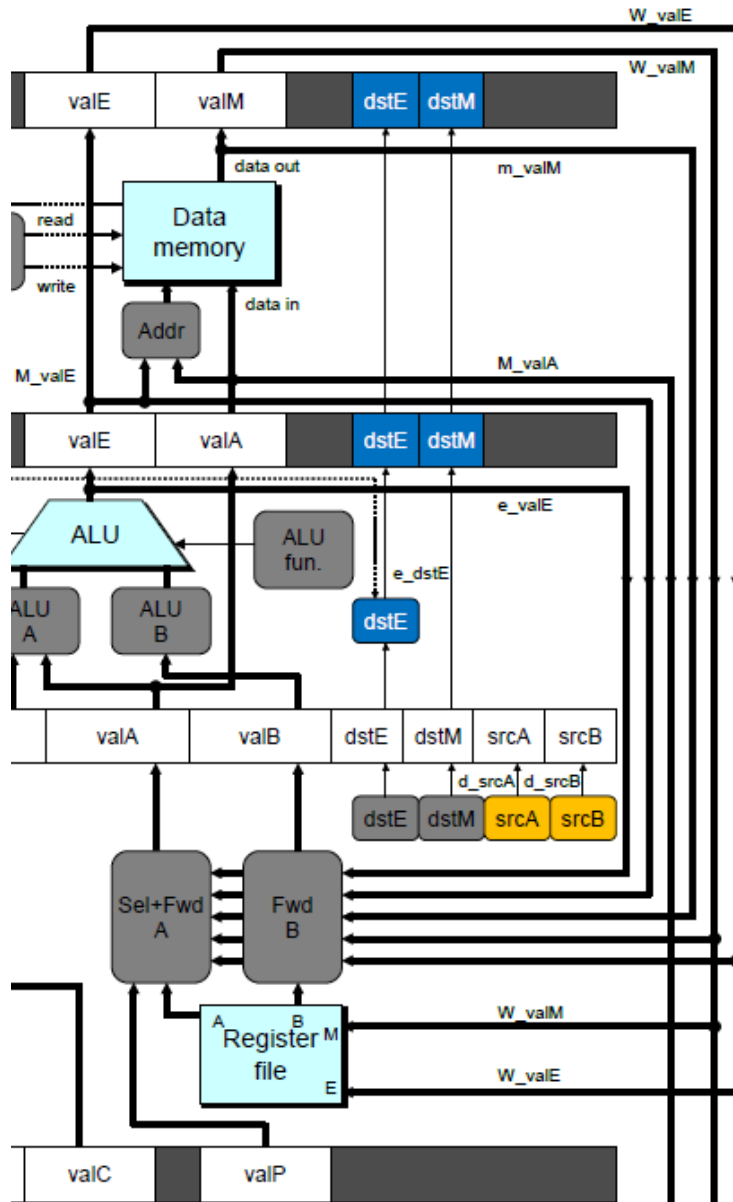 W_valE
W_valM
valE valM dstE dstM
data out m_valM
read Data
memory
write
data in
Addr
M_valE M_valA
valE valA dstE dstM
e_valE
ALU ALU
fun.
e_dstE
ALU
A ALU
B dstE
valA valB dstE dstM srcA srcB
d_srcA d_srcB
dstE dstM srcA srcB
Sel+Fwd
A Fwd
B
A B W_valM
Register M
file
E W_valE
valC valP